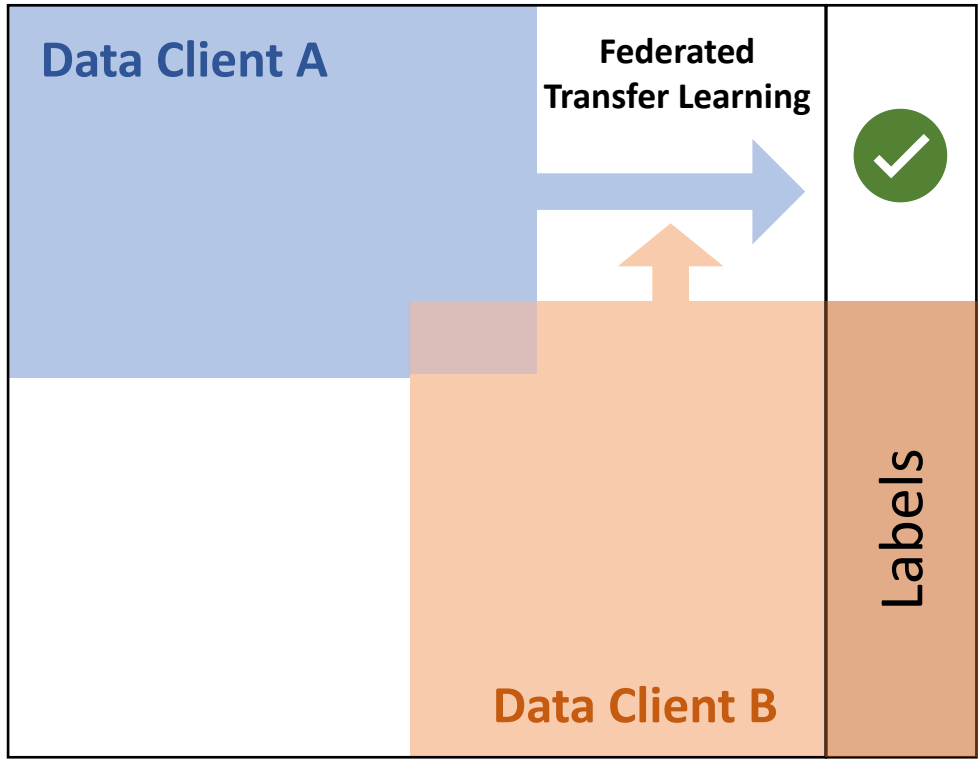 Data Client A
Federated
Transfer Learning
Labels
Data Client B